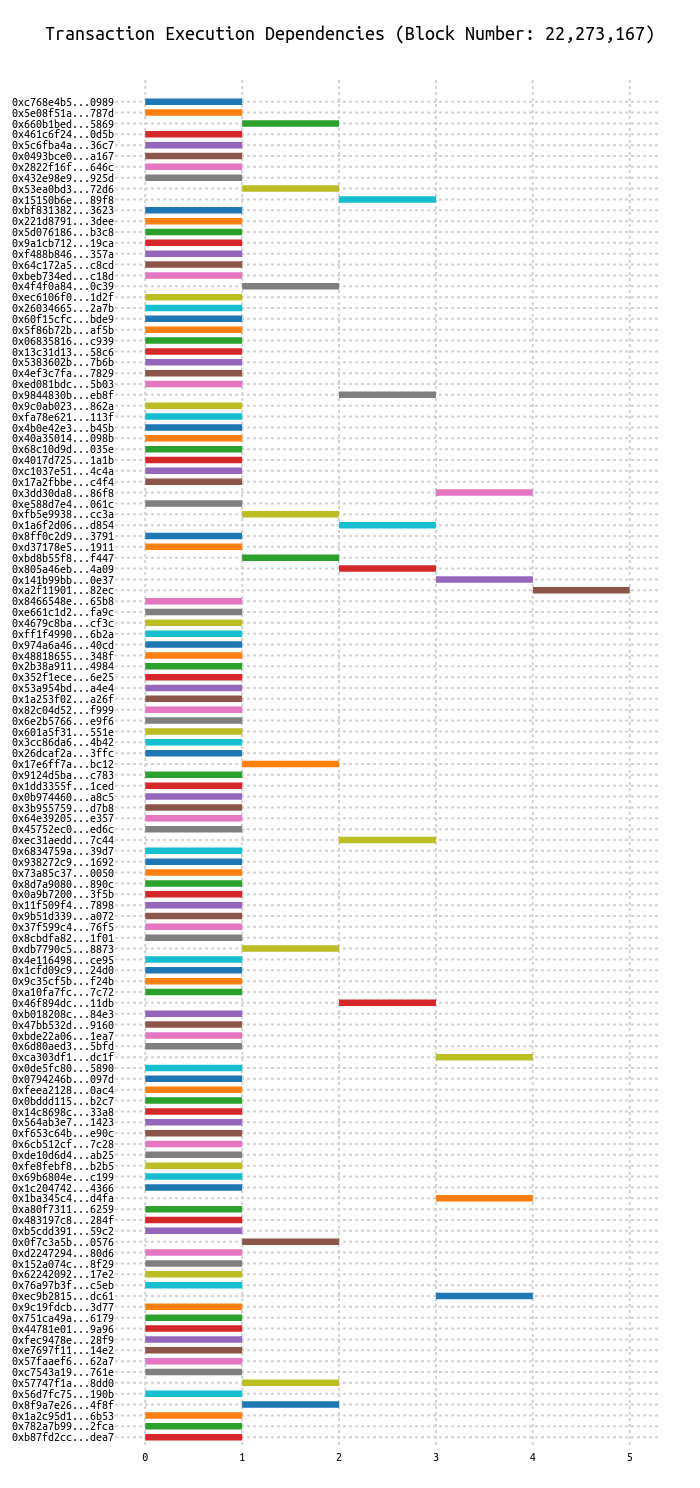 Transaction Execution Dependencies (Block Number: 22,273,167)
0xc768e4b5...0989
0x5e08f51a...787d
0x660b1bed...5869
0x461c6f24...0d5b
0x5c6fba4a...36c7
0x0493bce0...a167
0x2822f16f...646c
0x432e98e9...925d
0x53ea0bd3...72d6
0x15150b6e...89f8
0xbf831382...3623
0x221d8791...3dee
0x5d076186...b3c8
0x9a1cb712...19ca
0xf488b846...357a
0x64c172a5...c8cd
0xbeb734ed...c18d
0x4f4f0a84...0c39
0xec6106f0...1d2f
0x26034665...2a7b
0x60f15cfc...bde9
0x5f86b72b...af5b
0x06835816...c939
0x13c31d13...58c6
0x5383602b...7b6b
0x4ef3c7fa...7829
0xed081bdc...5b03
0x9844830b...eb8f
0x9c0ab023...862a
0xfa78e621...113f
0x4b0e42e3...b45b
0x40a35014...098b
0x68c10d9d...035e
0x4017d725...1a1b
0xc1037e51...4c4a
0x17a2fbbe...c4f4
0x3dd30da8...86f8
0xe588d7e4...061c
0xfb5e9938...cc3a
0x1a6f2d06...d854
0x8ff0c2d9...3791
0xd37178e5...1911
0xbd8b55f8...f447
0x805a46eb...4a09
0x141b99bb...0e37
0xa2f11901...82ec
0x8466548e...65b8
0xe661c1d2...fa9c
0x4679c8ba...cf3c
0xff1f4990...6b2a
0x974a6a46...40cd
0x48818655...348f
0x2b38a911...4984
0x352f1ece...6e25
0x53a954bd...a4e4
0x1a253f02...a26f
0x82c04d52...f999
0x6e2b5766...e9f6
0x601a5f31...551e
0x3cc86da6...4b42
0x26dcaf2a...3ffc
0x17e6ff7a...bc12
0x9124d5ba...c783
0x1dd3355f...1ced
0x0b974460...a8c5
0x3b955759...d7b8
0x64e39205...e357
0x45752ec0...ed6c
0xec31aedd...7c44
0x6834759a...39d7
0x938272c9...1692
0x73a85c37...0050
0x8d7a9080...890c
0x0a9b7200...3f5b
0x11f509f4...7898
0x9b51d339...a072
0x37f599c4...76f5
0x8cbdfa82...1f01
0xdb7790c5...8873
0x4e116498...ce95
0x1cfd09c9...24d0
0x9c35cf5b...f24b
0xa10fa7fc...7c72
0x46f894dc...11db
0xb018208c...84e3
0x47bb532d...9160
0xbde22a06...1ea7
0x6d80aed3...5bfd
0xca303df1...dc1f
0x0de5fc80...5890
0x0794246b...097d
0xfeea2128...0ac4
0x0bddd115...b2c7
0x14c8698c...33a8
0x564ab3e7...1423
0xf653c64b...e90c
0x6cb512cf...7c28
0xde10d6d4...ab25
0xfe8febf8...b2b5
0x69b6804e...c199
0x1c204742...4366
0x1ba345c4...d4fa
0xa80f7311...6259
0x483197c8...284f
0xb5cdd391...59c2
0x0f7c3a5b...0576
0xd2247294...80d6
0x152a074c...8f29
0x62242092...17e2
0x76a97b3f...c5eb
0xec9b2815...dc61
0x9c19fdcb...3d77
0x751ca49a...6179
0x44781e01...9a96
0xfec9478e...28f9
0xe7697f11...14e2
0x57faaef6...62a7
0xc7543a19...761e
0x57747f1a...8dd0
0x56d7fc75...190b
0x8f9a7e26...4f8f
0x1a2c95d1...6b53
0x782a7b99...2fca
0xb87fd2cc...dea7
0 1 2 3 4 5